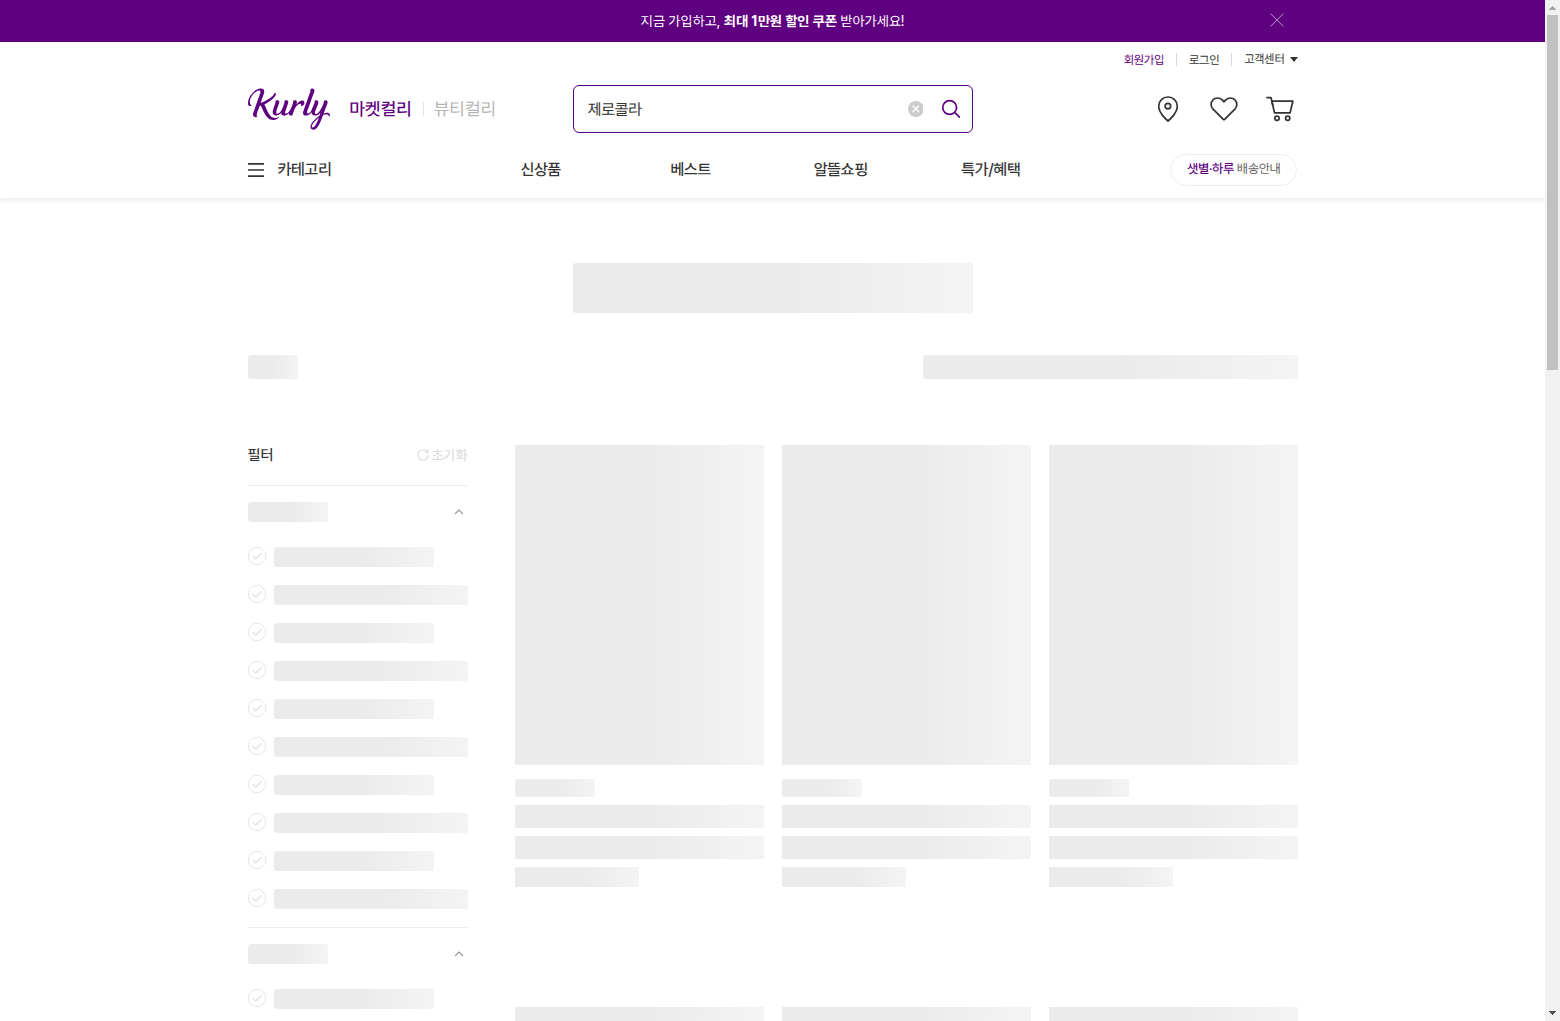 지금 가입하고, 최대 1만원 할인 쿠폰 받아가세요!
회원가입
로그인
고객센터
Kurly
마켓컬리
뷰티컬리
제로콜라
카테고리
신상품
베스트
알뜰쇼핑
특가/혜택
샛별·하루 배송안내
필터
초기화